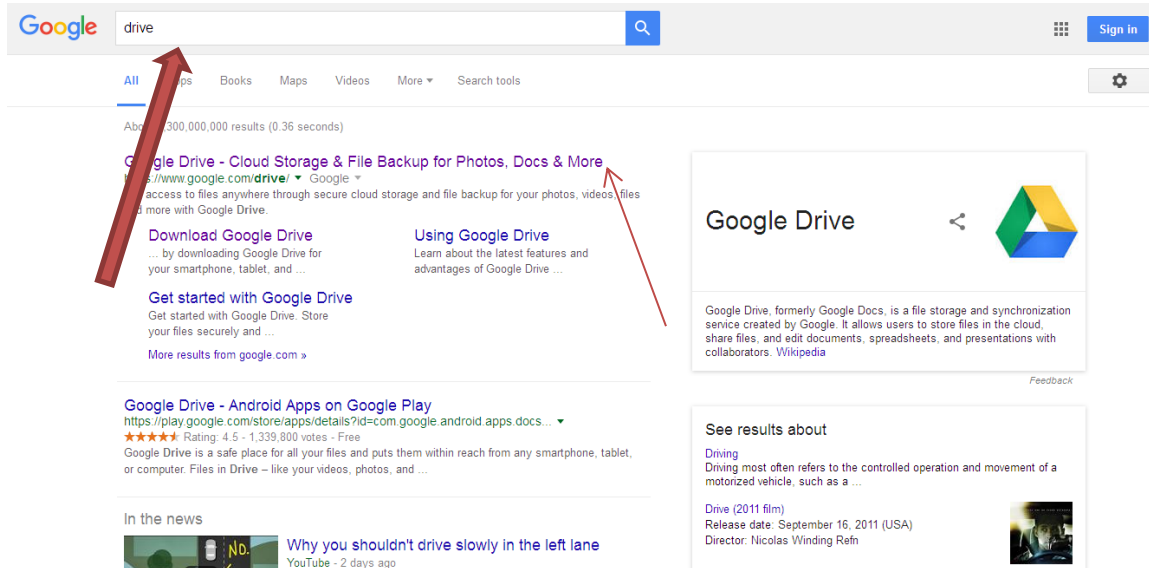 Google
drive
Sign in
All
Books
Maps
Videos
More
Search tools
300,000,000 results (0.36 seconds)
Drive - Cloud Storage & File Backup for Photos, Docs & More
://www.google.com/drive/ Google
access to files anywhere through secure cloud storage and file backup for your photos, videos, files
more with Google Drive.
Download Google Drive
... by downloading Google Drive for
your smartphone, tablet, and ...
Using Google Drive
Learn about the latest features and
advantages of Google Drive ...
Get started with Google Drive
Get started with Google Drive. Store
your files securely and ...
More results from google.com »
Google Drive - Android Apps on Google Play
https://play.google.com/store/apps/details?id=com.google.android.apps.docs...
Rating: 4.5 - 1,339,800 votes - Free
Google Drive is a safe place for all your files and puts them within reach from any smartphone, tablet,
or computer. Files in Drive – like your videos, photos, and ...
In the news
NO.
Why you shouldn't drive slowly in the left lane
YouTube - 2 days ago
Google Drive
Google Drive, formerly Google Docs, is a file storage and synchronization
service created by Google. It allows users to store files in the cloud,
share files, and edit documents, spreadsheets, and presentations with
collaborators. Wikipedia
Feedback
See results about
Driving
Driving most often refers to the controlled operation and movement of a
motorized vehicle, such as a ...
Drive (2011 film)
Release date: September 16, 2011 (USA)
Director: Nicolas Winding Refn